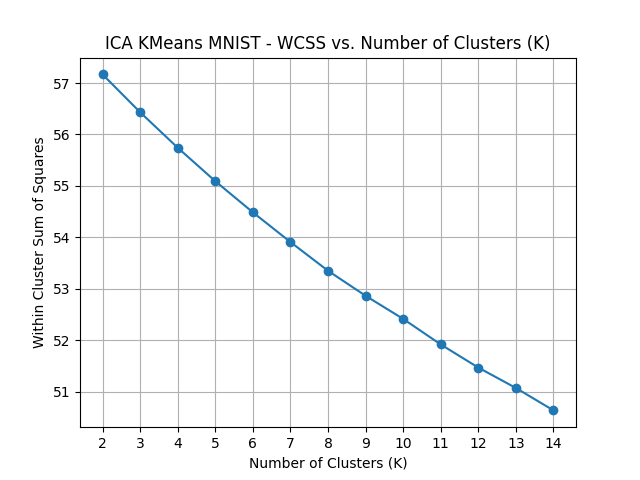 ICA KMeans MNIST - WCSS vs. Number of Clusters (K)
Within Cluster Sum of Squares
57
56
55
54
53
52
51
2 3 4 5 6 7 8 9 10 11 12 13 14
Number of Clusters (K)